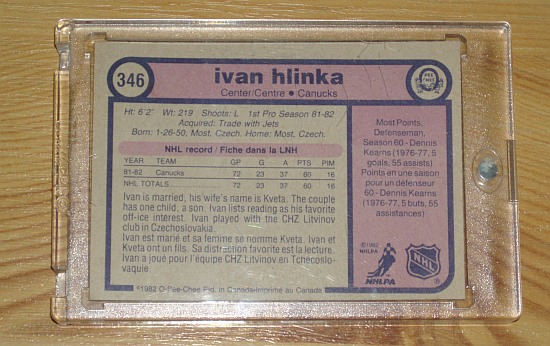 346
ivan hlinka
Center/Centre • Canucks
Ht: 6'2" Wt: 219 Shoots: L 1st Pro Season 81-82
Acquired: Trade with Jets
Born: 1-26-50, Most, Czech. Home: Most, Czech.
NHL record / Fiche dans la LNH
YEAR TEAM GP G A PTS PIM
81-82 Canucks 72 23 37 60 16
NHL TOTALS 72 23 37 60 16
Ivan is married, his wife's name is Kveta. The couple
has one child, a son. Ivan lists reading as his favorite
off-ice interest. Ivan played with the CHZ Litvinov
club in Czechoslovakia.
Ivan est marié et sa femme se nomme Kveta. Ivan et
Kveta ont un fils. Sa distraction favorite est la lecture.
Ivan a joué pour l'équipe CHZ Litvinov en Tchecoslo-
vaquie.
Most Points,
Defenseman,
Season 60 - Dennis
Kearns (1976-77, 5
goals, 55 assists)
Points en une saison
pour un défenseur
60 - Dennis Kearns
(1976-77, 5 buts, 55
assistances)
©1982
NHLPA
NHLPA
NHL
©1982 O-Pee-Chee Ltd. in Canada-Imprimé au Canada